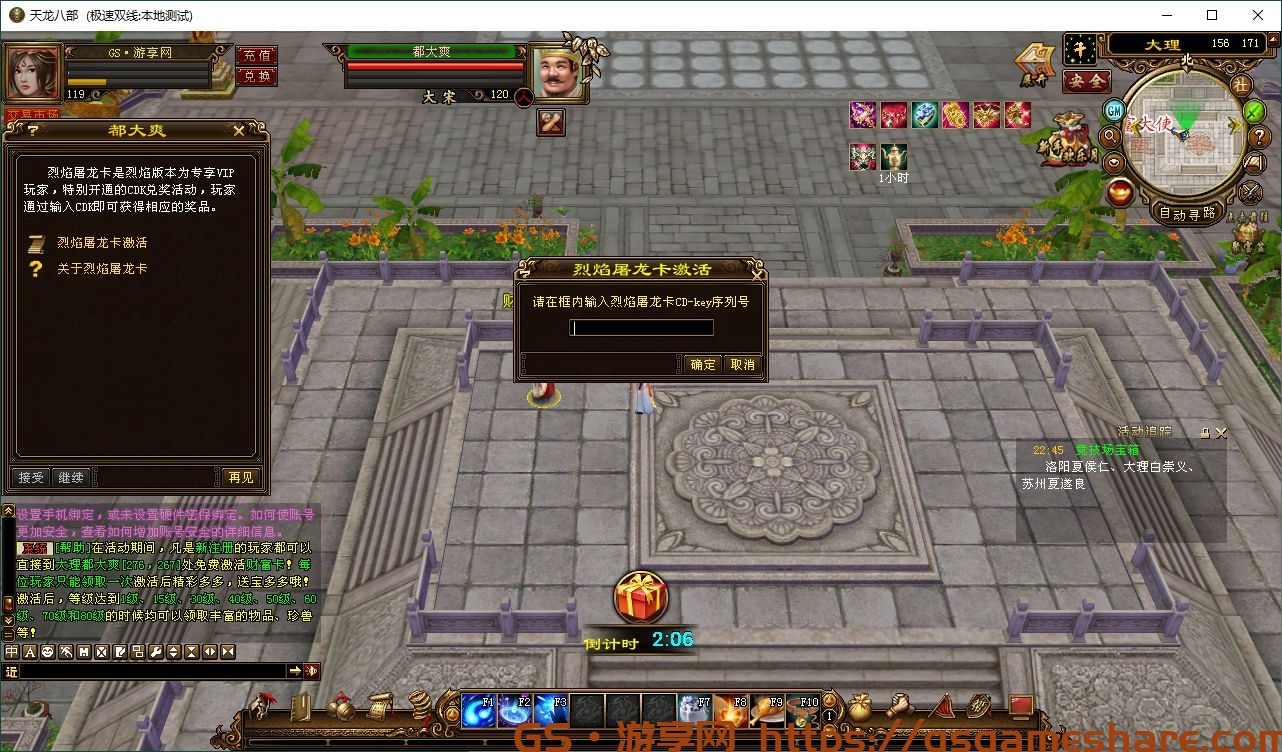 天龙八部 (极速双线:本地测试)
GS·游享网
119
充值
兑换
都大爽
大宋
120
展开
安全
大理 156 171
北
社
GM
自动寻路
1小时
交易市场
都大爽
烈焰屠龙卡是烈焰版本为专享VIP
玩家，特别开通的CDK兑奖活动，玩家
通过输入CDK即可获得相应的奖品。
烈焰屠龙卡激活
关于烈焰屠龙卡
接受 继续 再见
烈焰屠龙卡激活
请在框内输入烈焰屠龙卡CD-key序列号
确定 取消
活动追踪
22:45 竞技场宝箱
洛阳夏侯仁、大理白崇义、
苏州夏遂良
设置手机绑定，或未设置硬件密保绑定。如何使账号
更加安全，查看如何增加账号安全的详细信息。
系统[帮助]在活动期间，凡是新注册的玩家都可以
直接到大理都大爽[276，267]处免费激活财富卡！每
位玩家只能领取一次激活后精彩多多，送宝多多哦！
激活后，等级达到1级、15级、30级、40级、50级、60
级、70级和80级的时候均可以领取丰富的物品、珍兽
等！
倒计时 2:06
近
F1 F2 F3 F7 F8 F9 F10
1
GS·游享网 https://gsgameshare.com